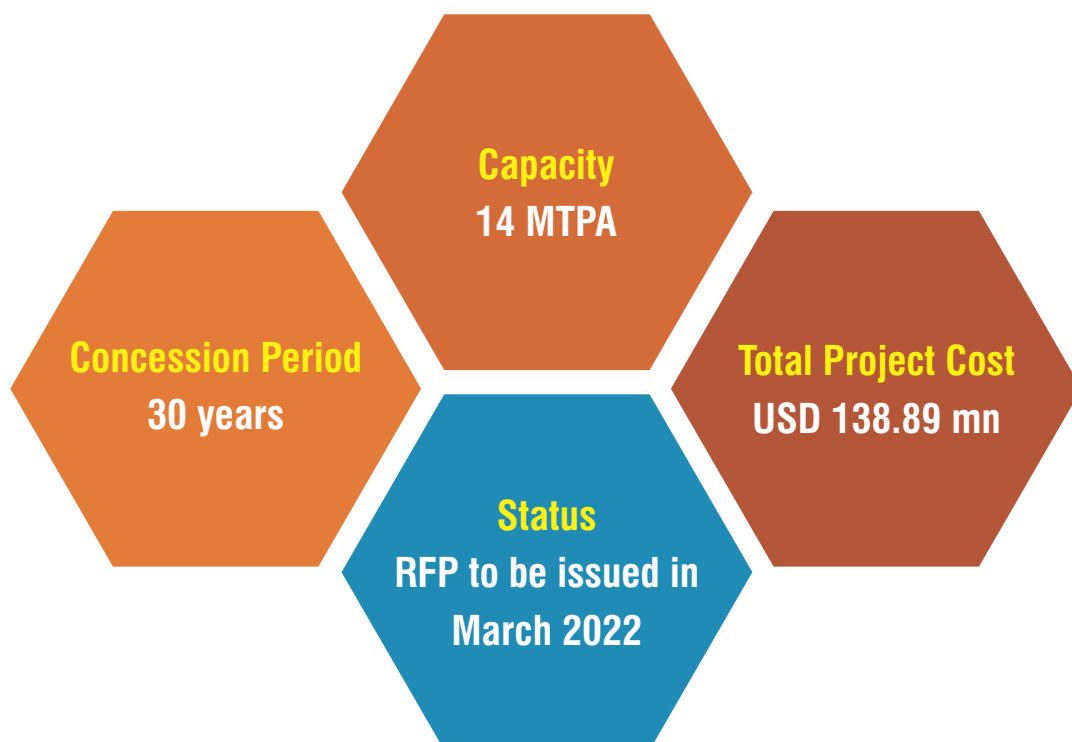 Capacity
14 MTPA
Concession Period
30 years
Total Project Cost
USD 138.89 mn
Status
RFP to be issued in
March 2022